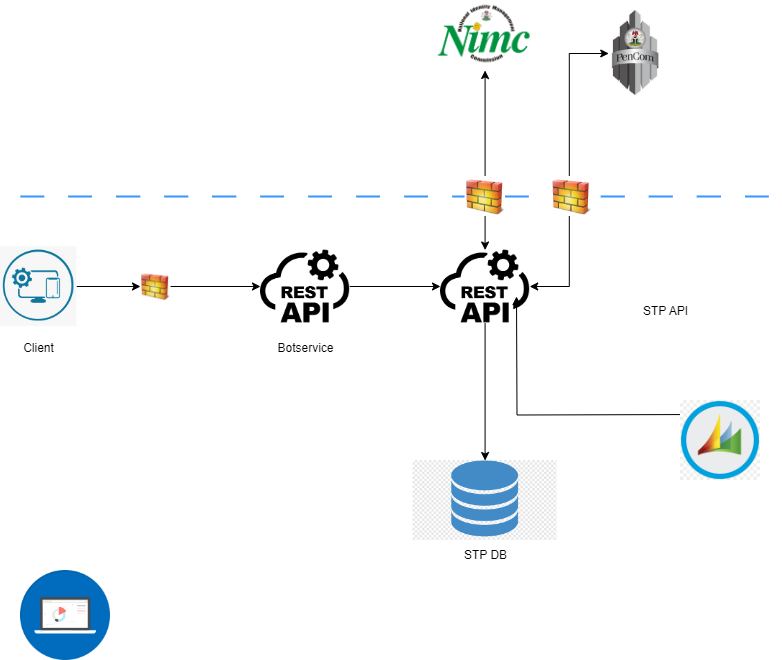 National Identity Management
Nimc
Commission
PenCom
REST
API
REST
API
STP API
Client
Botservice
STP DB